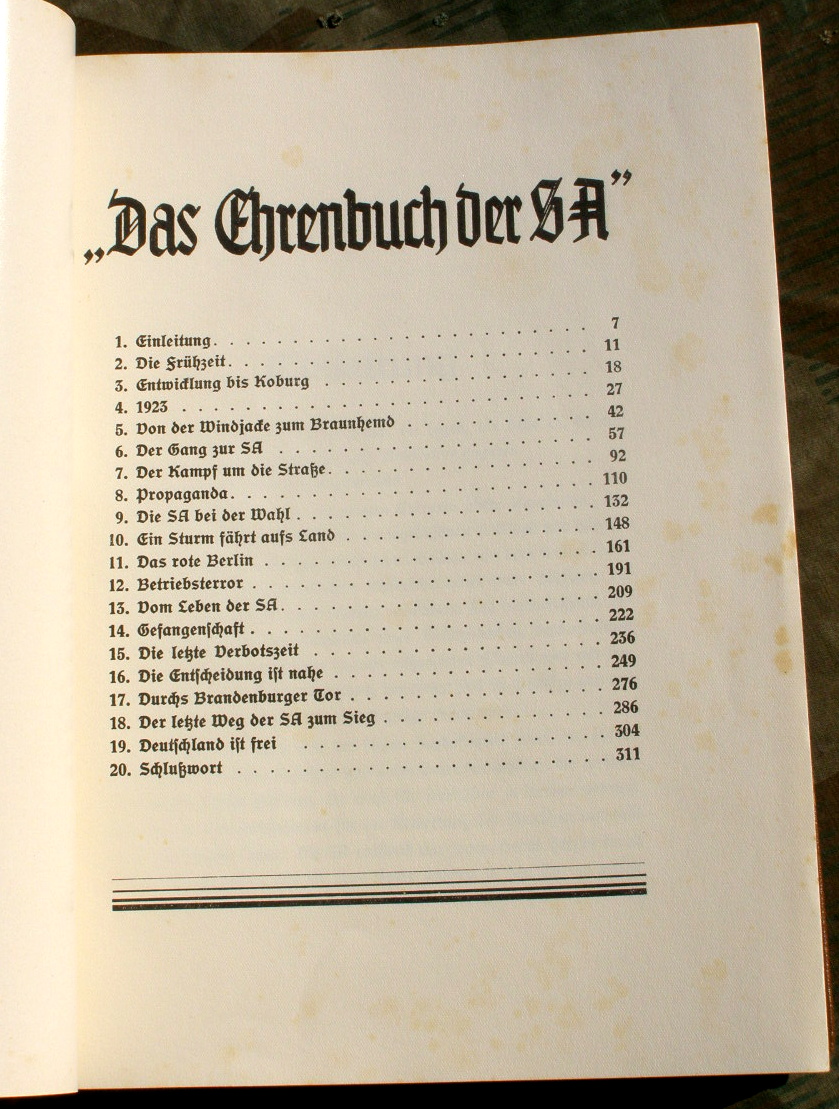 „Das Ehrenbuch der SA”
1. Einleitung. . . . . . . . . . . . . . . . . . . . 7
2. Die Frühzeit. . . . . . . . . . . . . . . . . . . 11
3. Entwicklung bis Koburg . . . . . . . . . . . . . . 18
4. 1923 . . . . . . . . . . . . . . . . . . . . . . 27
5. Von der Windjacke zum Braunhemd . . . . . . . . . . 42
6. Der Gang zur SA . . . . . . . . . . . . . . . . . 57
7. Der Kampf um die Straße. . . . . . . . . . . . . . 92
8. Propaganda. . . . . . . . . . . . . . . . . . . . 110
9. Die SA bei der Wahl . . . . . . . . . . . . . . . . 132
10. Ein Sturm fährt aufs Land . . . . . . . . . . . . . 148
11. Das rote Berlin . . . . . . . . . . . . . . . . . 161
12. Betriebsterror . . . . . . . . . . . . . . . . . . 191
13. Vom Leben der SA. . . . . . . . . . . . . . . . . 209
14. Gefangenschaft . . . . . . . . . . . . . . . . . . 222
15. Die letzte Verbotszeit . . . . . . . . . . . . . . . 236
16. Die Entscheidung ist nahe . . . . . . . . . . . . . 249
17. Durchs Brandenburger Tor . . . . . . . . . . . . . 276
18. Der letzte Weg der SA zum Sieg . . . . . . . . . . . 286
19. Deutschland ist frei . . . . . . . . . . . . . . . . 304
20. Schlußwort . . . . . . . . . . . . . . . . . . . 311